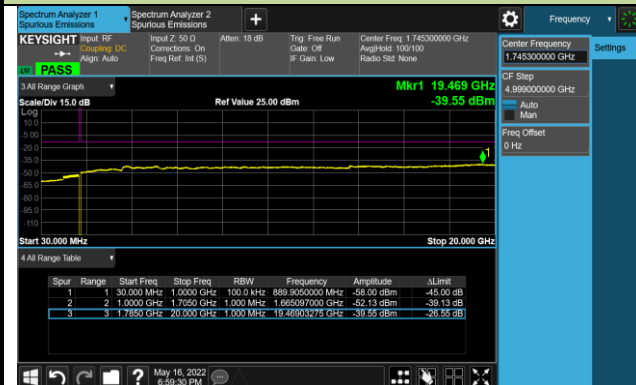 Spectrum Analyzer 1
Spurious Emissions
Spectrum Analyzer 2
Spurious Emissions
+
Frequency
KEYSIGHT
Input: RF
Coupling: DC
Align: Auto
Input Z: 50 Ω
Corrections: On
Freq Ref: Int (S)
Atten: 18 dB
Trig: Free Run
Gate: Off
IF Gain: Low
Center Freq: 1.745300000 GHz
Avg|Hold: 100/100
Radio Std: None
PASS
Center Frequency
1.745300000 GHz
Settings
CF Step
4.999000000 GHz
Auto
Man
Freq Offset
0 Hz
3 All Range Graph
Mkr1 19.469 GHz
-39.55 dBm
Scale/Div 15.0 dB
Ref Value 25.00 dBm
Log
10.0
-5.00
-20.0
-35.0
-50.0
-65.0
-80.0
-95.0
-110
1
Start 30.000 MHz
Stop 20.000 GHz
4 All Range Table
Spur Range Start Freq Stop Freq RBW Frequency Amplitude ΔLimit
1 1 30.000 MHz 1.0000 GHz 100.0 kHz 889.9050000 MHz -58.00 dBm -45.00 dB
2 2 1.0000 GHz 1.7050 GHz 1.000 MHz 1.665097000 GHz -52.13 dBm -39.13 dB
3 3 1.7850 GHz 20.000 GHz 1.000 MHz 19.46903275 GHz -39.55 dBm -26.55 dB
?
May 16, 2022
6:59:30 PM